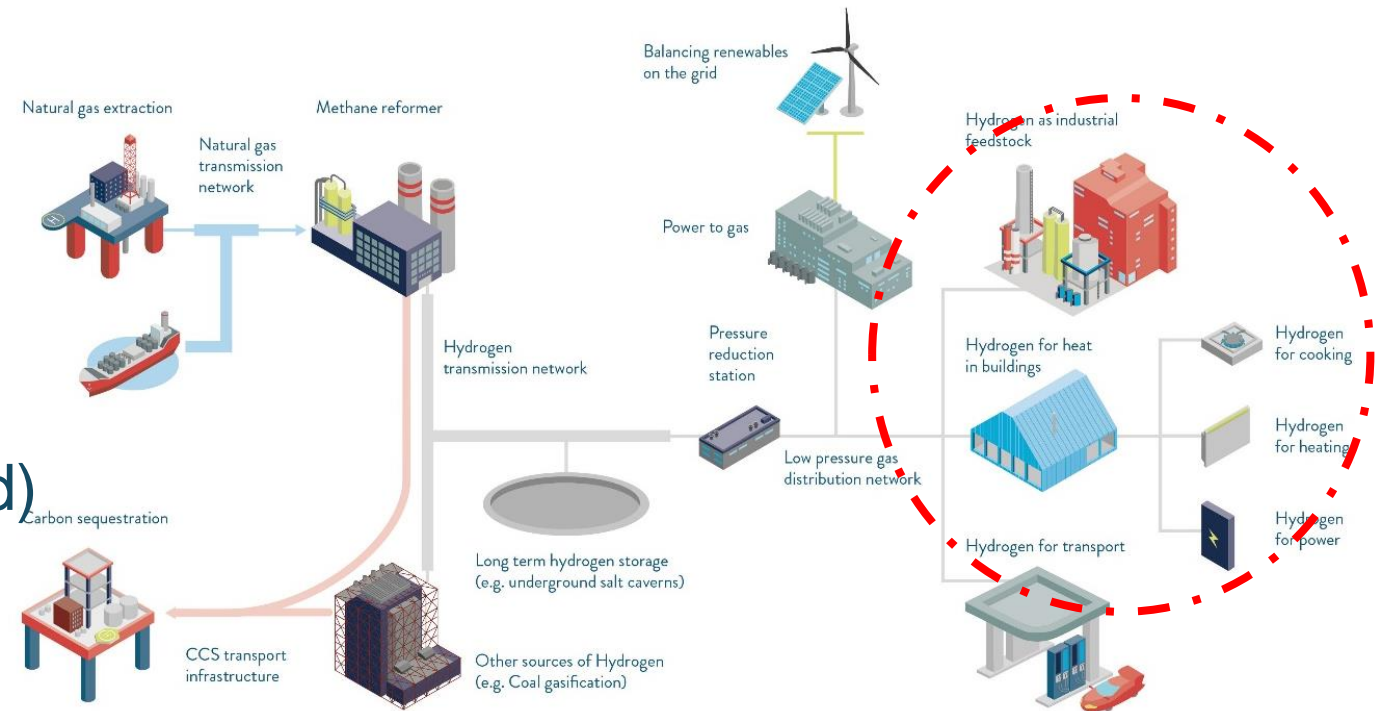 Balancing renewables
on the grid
Natural gas extraction
Methane reformer
Natural gas
transmission
network
Hydrogen as industrial
feedstock
H
Power to gas
Hydrogen
transmission network
Pressure
reduction
station
Hydrogen for heat
in buildings
Hydrogen
for cooking
Low pressure gas
distribution network
Hydrogen
for heating
d)
Carbon sequestration
Long term hydrogen storage
(e.g. underground salt caverns)
Hydrogen for transport
Hydrogen
for power
CCS transport
infrastructure
Other sources of Hydrogen
(e.g. Coal gasification)